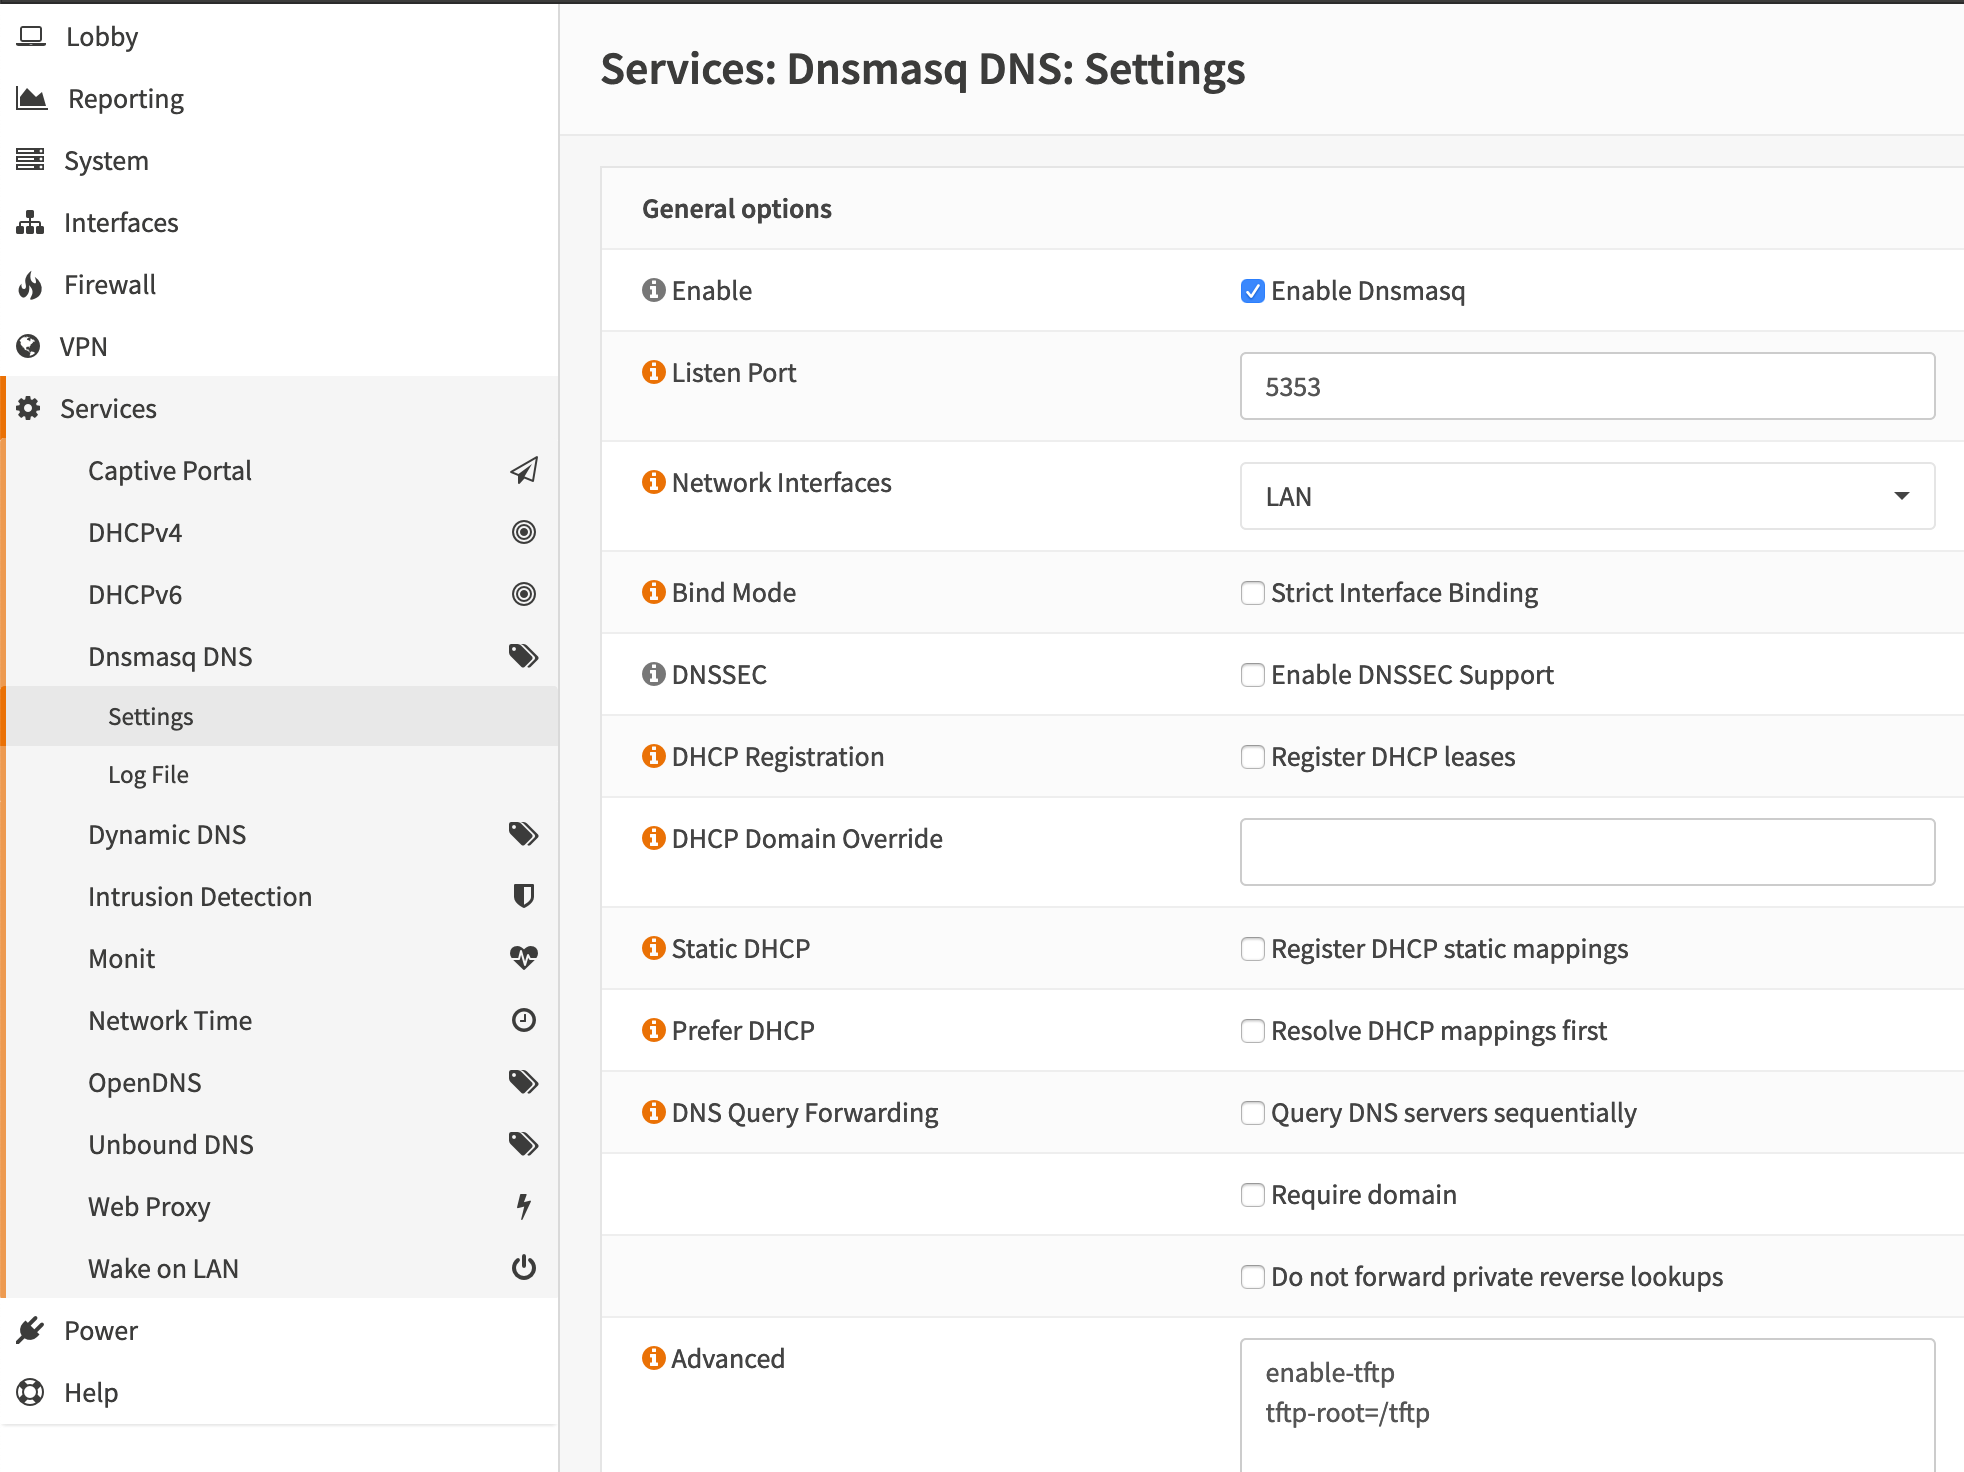 Lobby
Reporting
System
Interfaces
Firewall
VPN
Services
Captive Portal
DHCPv4
DHCPv6
Dnsmasq DNS
Settings
Log File
Dynamic DNS
Intrusion Detection
Monit
Network Time
OpenDNS
Unbound DNS
Web Proxy
Wake on LAN
Power
Help
Services: Dnsmasq DNS: Settings
General options
Enable
Enable Dnsmasq
Listen Port
5353
Network Interfaces
LAN
Bind Mode
Strict Interface Binding
DNSSEC
Enable DNSSEC Support
DHCP Registration
Register DHCP leases
DHCP Domain Override
Static DHCP
Register DHCP static mappings
Prefer DHCP
Resolve DHCP mappings first
DNS Query Forwarding
Query DNS servers sequentially
Require domain
Do not forward private reverse lookups
Advanced
enable-tftp
tftp-root=/tftp